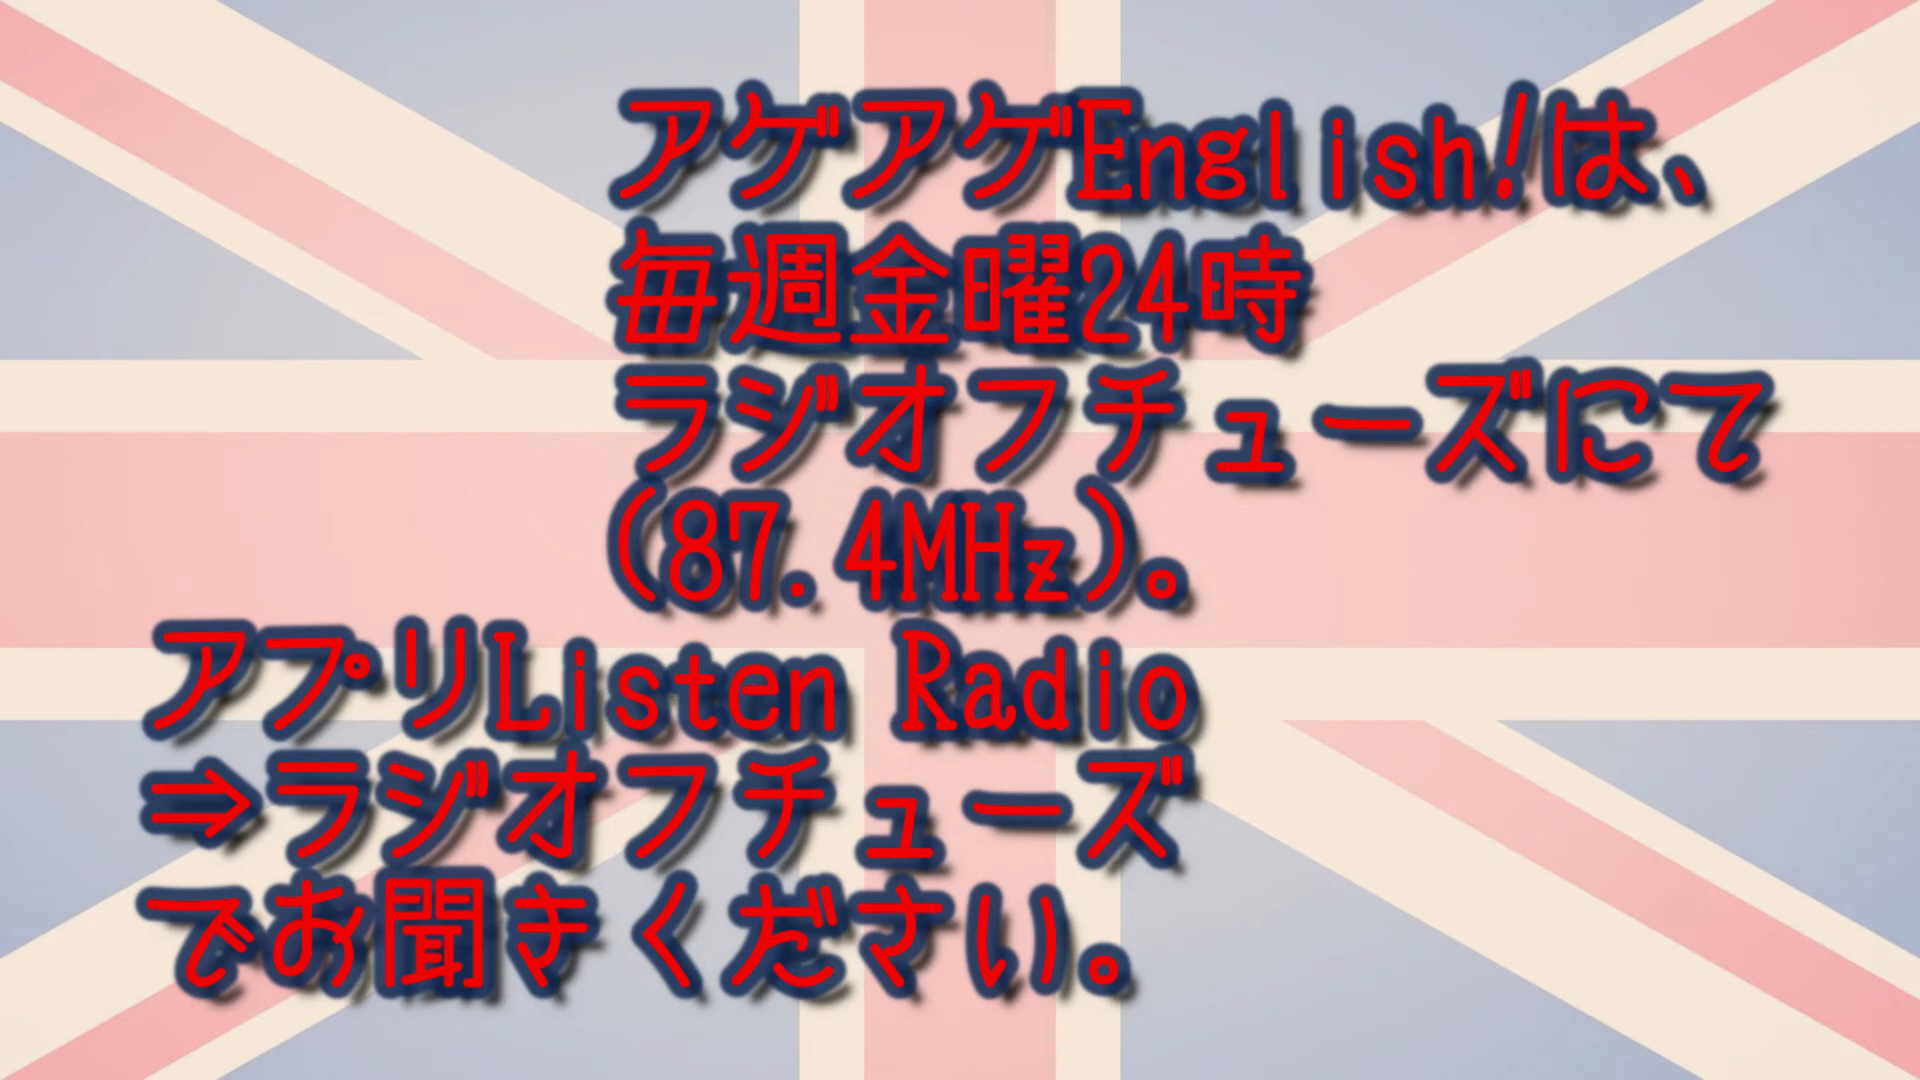 アゲアゲEnglish!は、
毎週金曜24時
ラジオフチューズにて
(87.4MHz)。
アプリListen Radio
⇒ラジオフチューズ
でお聞きください。